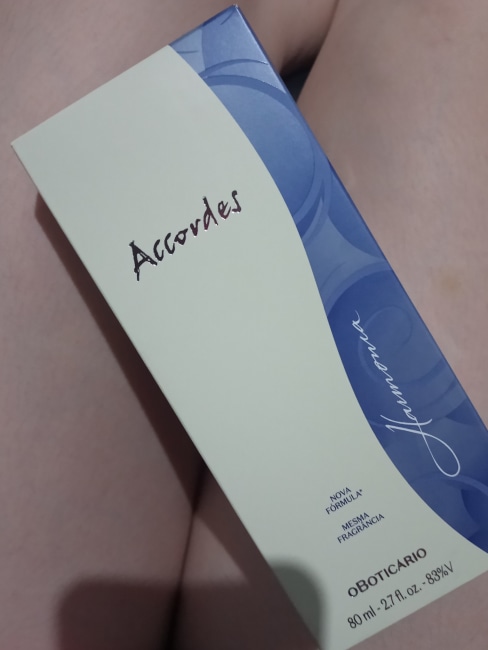 Accordes
Harmonia
NOVA
FÓRMULA*
MESMA
FRAGRÂNCIA
oBOTICÁRIO
80 ml - 2.7 fl. oz. - 83%V